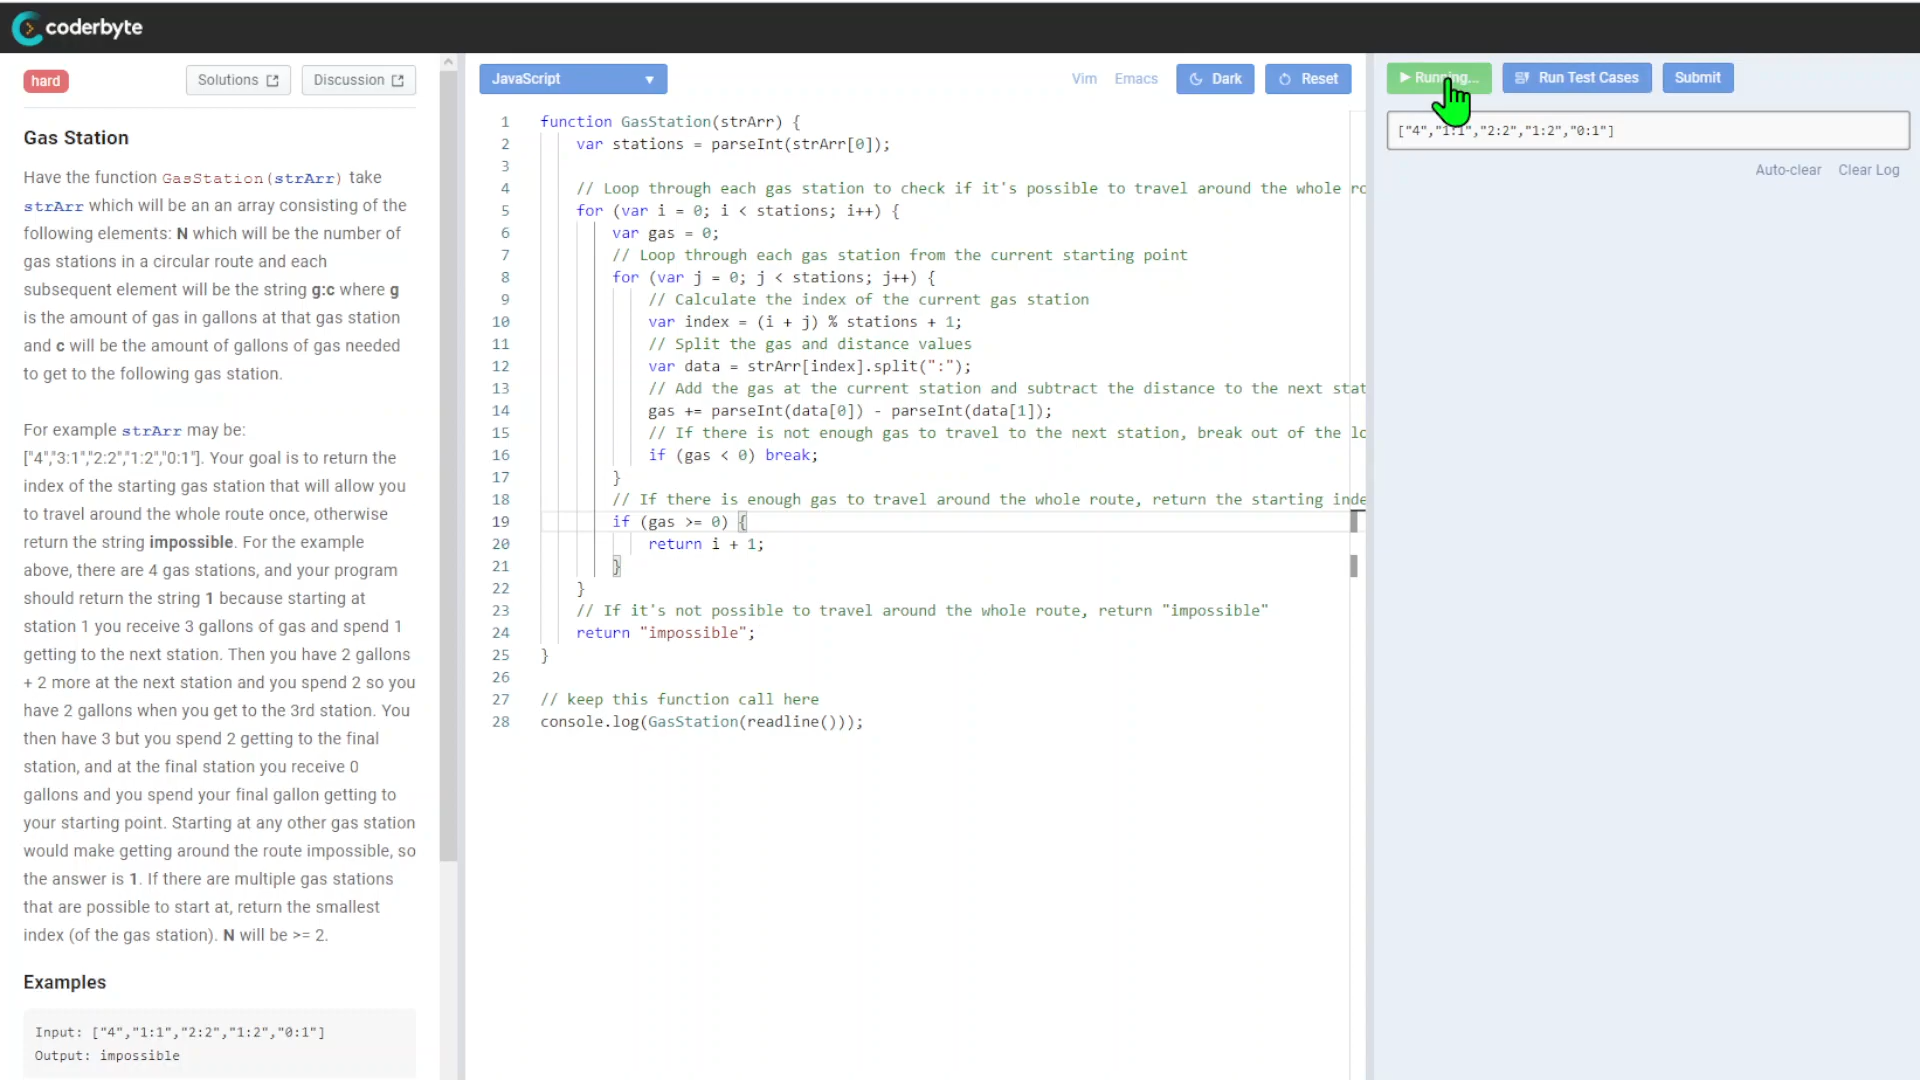 coderbyte
hard
Solutions
Discussion
Gas Station
Have the function GasStation(strArr) take
strArr which will be an an array consisting of the
following elements: N which will be the number of
gas stations in a circular route and each
subsequent element will be the string g:c where g
is the amount of gas in gallons at that gas station
and c will be the amount of gallons of gas needed
to get to the following gas station.
For example strArr may be:
["4","3:1","2:2","1:2","0:1"]. Your goal is to return the
index of the starting gas station that will allow you
to travel around the whole route once, otherwise
return the string impossible. For the example
above, there are 4 gas stations, and your program
should return the string 1 because starting at
station 1 you receive 3 gallons of gas and spend 1
getting to the next station. Then you have 2 gallons
+ 2 more at the next station and you spend 2 so you
have 2 gallons when you get to the 3rd station. You
then have 3 but you spend 2 getting to the final
station, and at the final station you receive 0
gallons and you spend your final gallon getting to
your starting point. Starting at any other gas station
would make getting around the route impossible, so
the answer is 1. If there are multiple gas stations
that are possible to start at, return the smallest
index (of the gas station). N will be >= 2.
Examples
Input: ["4","1:1","2:2","1:2","0:1"]
Output: impossible
JavaScript
Vim
Emacs
Dark
Reset
1 function GasStation(strArr) {
2 var stations = parseInt(strArr[0]);
3
4 // Loop through each gas station to check if it's possible to travel around the whole ro
5 for (var i = 0; i < stations; i++) {
6 var gas = 0;
7 // Loop through each gas station from the current starting point
8 for (var j = 0; j < stations; j++) {
9 // Calculate the index of the current gas station
10 var index = (i + j) % stations + 1;
11 // Split the gas and distance values
12 var data = strArr[index].split(":");
13 // Add the gas at the current station and subtract the distance to the next stat
14 gas += parseInt(data[0]) - parseInt(data[1]);
15 // If there is not enough gas to travel to the next station, break out of the lo
16 if (gas < 0) break;
17 }
18 // If there is enough gas to travel around the whole route, return the starting inde
19 if (gas >= 0) {
20 return i + 1;
21 }
22 }
23 // If it's not possible to travel around the whole route, return "impossible"
24 return "impossible";
25 }
26
27 // keep this function call here
28 console.log(GasStation(readline()));
Running...
Run Test Cases
Submit
["4","1:1","2:2","1:2","0:1"]
Auto-clear
Clear Log